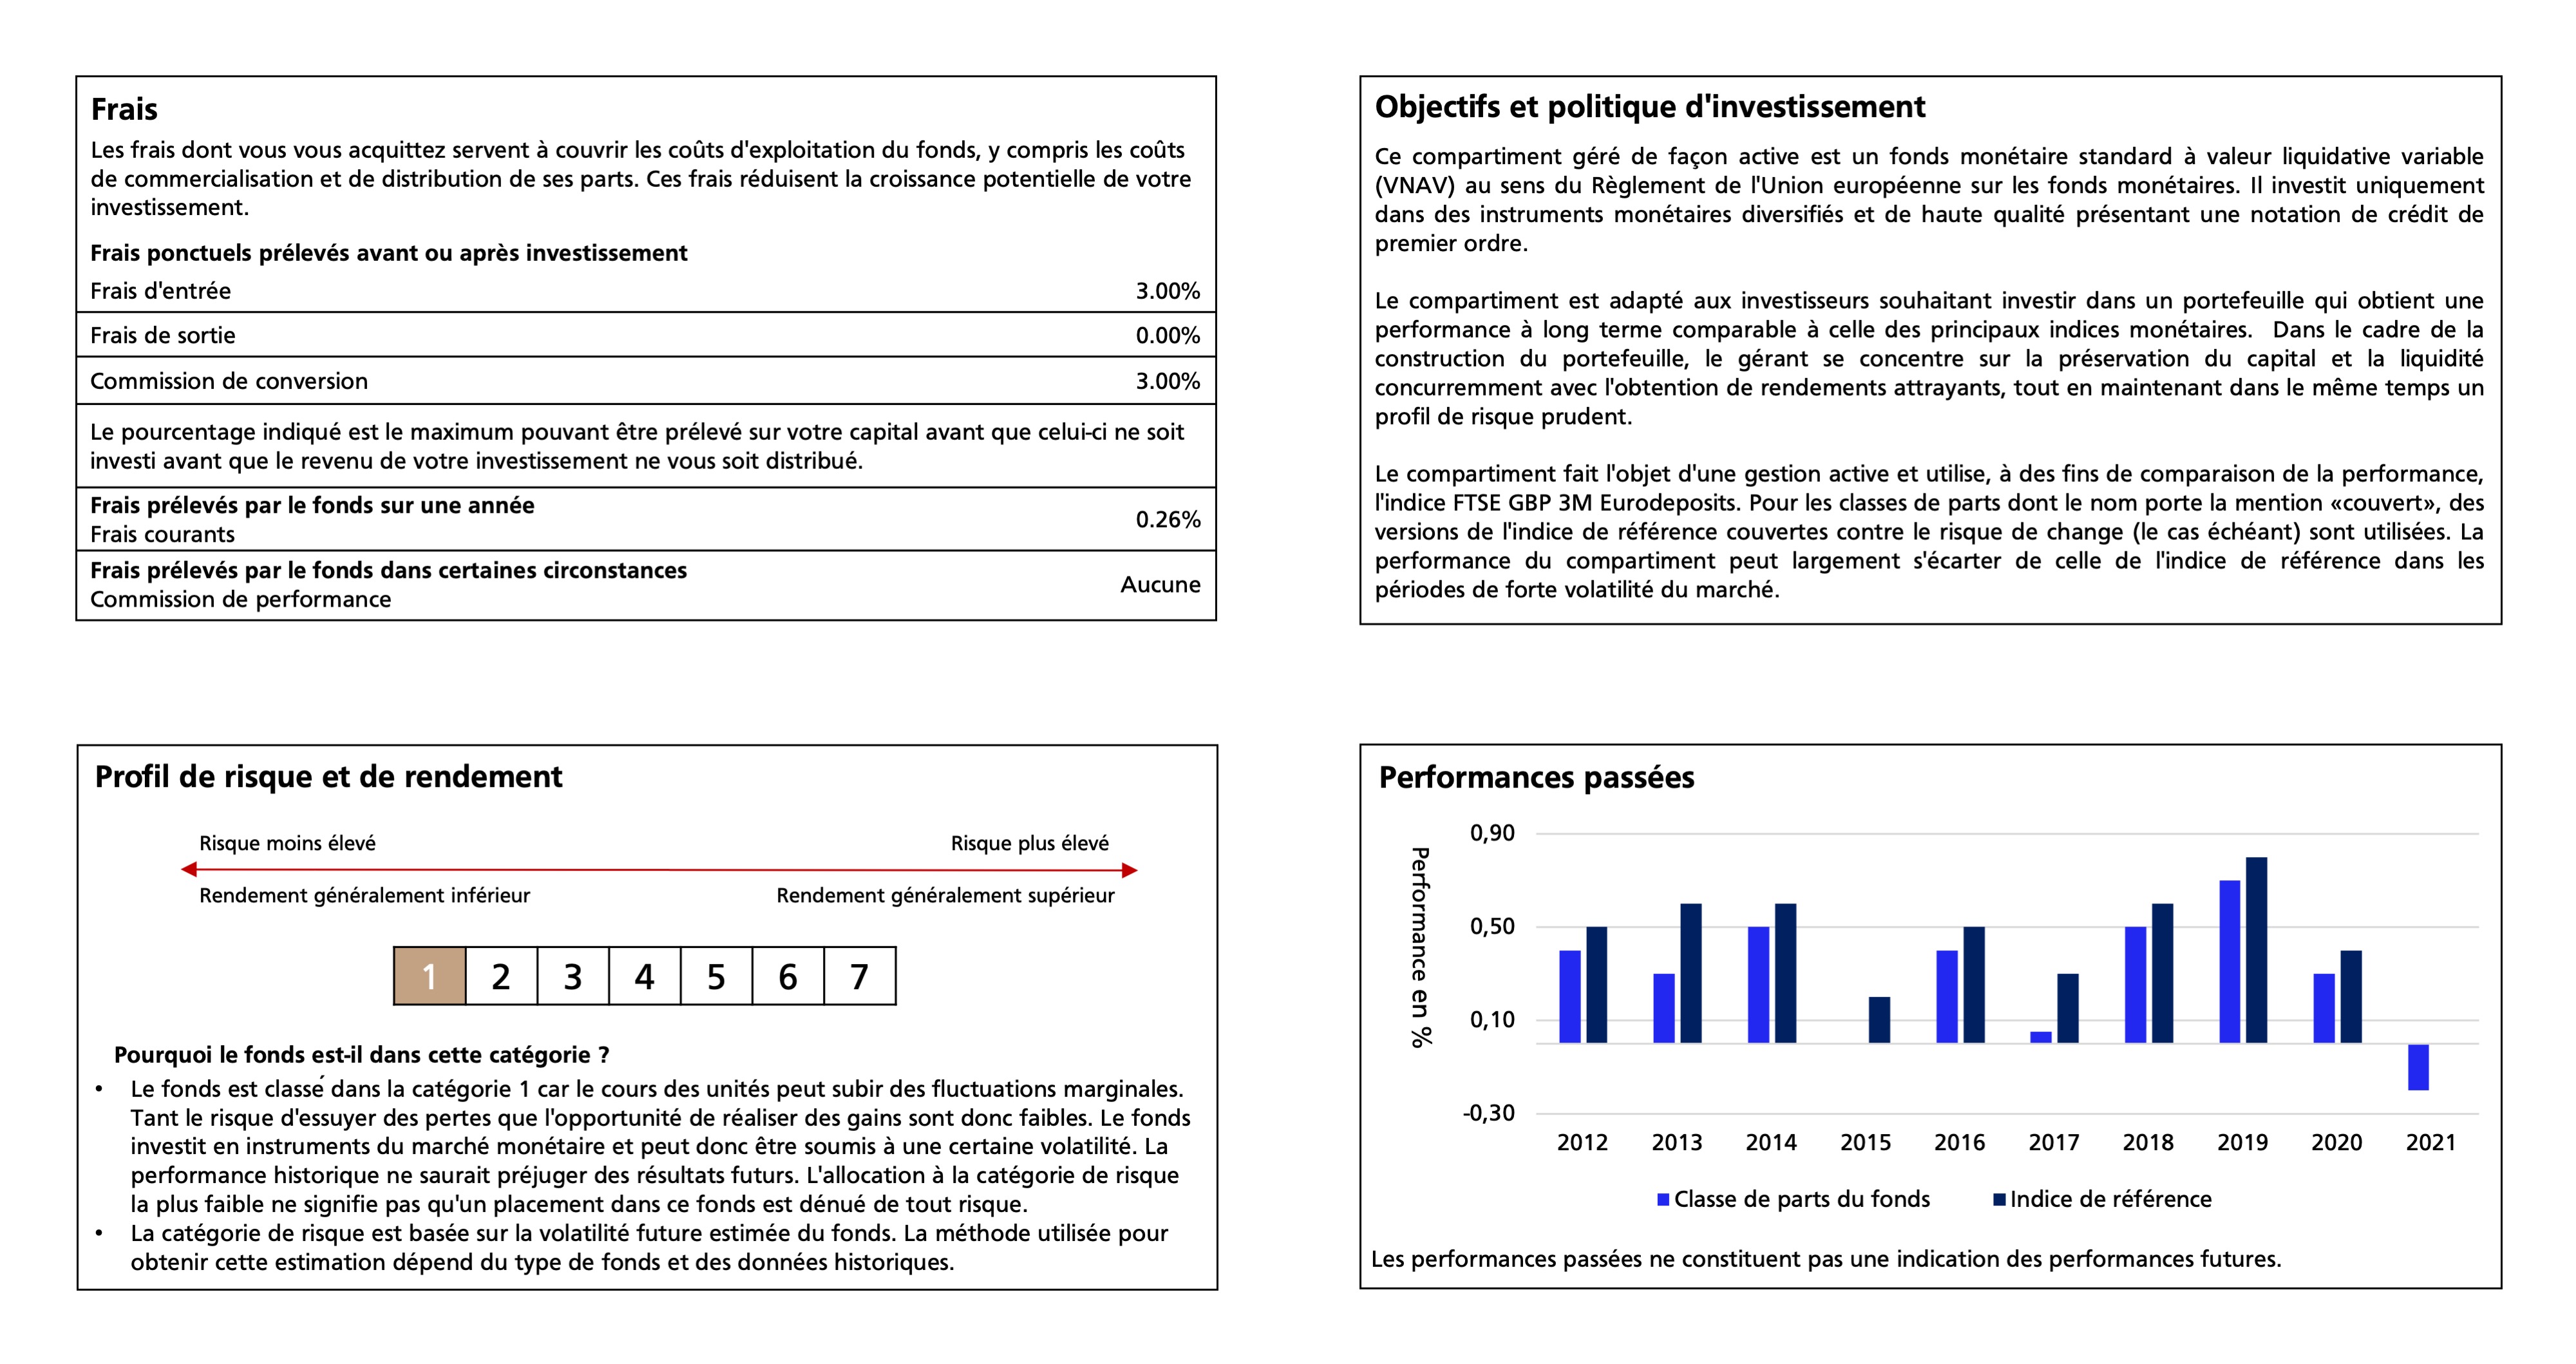 Frais
Les frais dont vous vous acquittez servent à couvrir les coûts d'exploitation du fonds, y compris les coûts
de commercialisation et de distribution de ses parts. Ces frais réduisent la croissance potentielle de votre
investissement.
Frais ponctuels prélevés avant ou après investissement
Frais d'entrée 3.00%
Frais de sortie 0.00%
Commission de conversion 3.00%
Le pourcentage indiqué est le maximum pouvant être prélevé sur votre capital avant que celui-ci ne soit
investi avant que le revenu de votre investissement ne vous soit distribué.
Frais prélevés par le fonds sur une année
Frais courants 0.26%
Frais prélevés par le fonds dans certaines circonstances
Commission de performance Aucune
Objectifs et politique d'investissement
Ce compartiment géré de façon active est un fonds monétaire standard à valeur liquidative variable
(VNAV) au sens du Règlement de l'Union européenne sur les fonds monétaires. Il investit uniquement
dans des instruments monétaires diversifiés et de haute qualité présentant une notation de crédit de
premier ordre.
Le compartiment est adapté aux investisseurs souhaitant investir dans un portefeuille qui obtient une
performance à long terme comparable à celle des principaux indices monétaires. Dans le cadre de la
construction du portefeuille, le gérant se concentre sur la préservation du capital et la liquidité
concurremment avec l'obtention de rendements attrayants, tout en maintenant dans le même temps un
profil de risque prudent.
Le compartiment fait l'objet d'une gestion active et utilise, à des fins de comparaison de la performance,
l'indice FTSE GBP 3M Eurodeposits. Pour les classes de parts dont le nom porte la mention «couvert», des
versions de l'indice de référence couvertes contre le risque de change (le cas échéant) sont utilisées. La
performance du compartiment peut largement s'écarter de celle de l'indice de référence dans les
périodes de forte volatilité du marché.
Profil de risque et de rendement
Risque moins élevé Risque plus élevé
Rendement généralement inférieur Rendement généralement supérieur
1 2 3 4 5 6 7
Pourquoi le fonds est-il dans cette catégorie ?
• Le fonds est classé dans la catégorie 1 car le cours des unités peut subir des fluctuations marginales.
Tant le risque d'essuyer des pertes que l'opportunité de réaliser des gains sont donc faibles. Le fonds
investit en instruments du marché monétaire et peut donc être soumis à une certaine volatilité. La
performance historique ne saurait préjuger des résultats futurs. L'allocation à la catégorie de risque
la plus faible ne signifie pas qu'un placement dans ce fonds est dénué de tout risque.
• La catégorie de risque est basée sur la volatilité future estimée du fonds. La méthode utilisée pour
obtenir cette estimation dépend du type de fonds et des données historiques.
Performances passées
Performance en %
0,90
0,50
0,10
-0,30
2012 2013 2014 2015 2016 2017 2018 2019 2020 2021
Classe de parts du fonds Indice de référence
Les performances passées ne constituent pas une indication des performances futures.